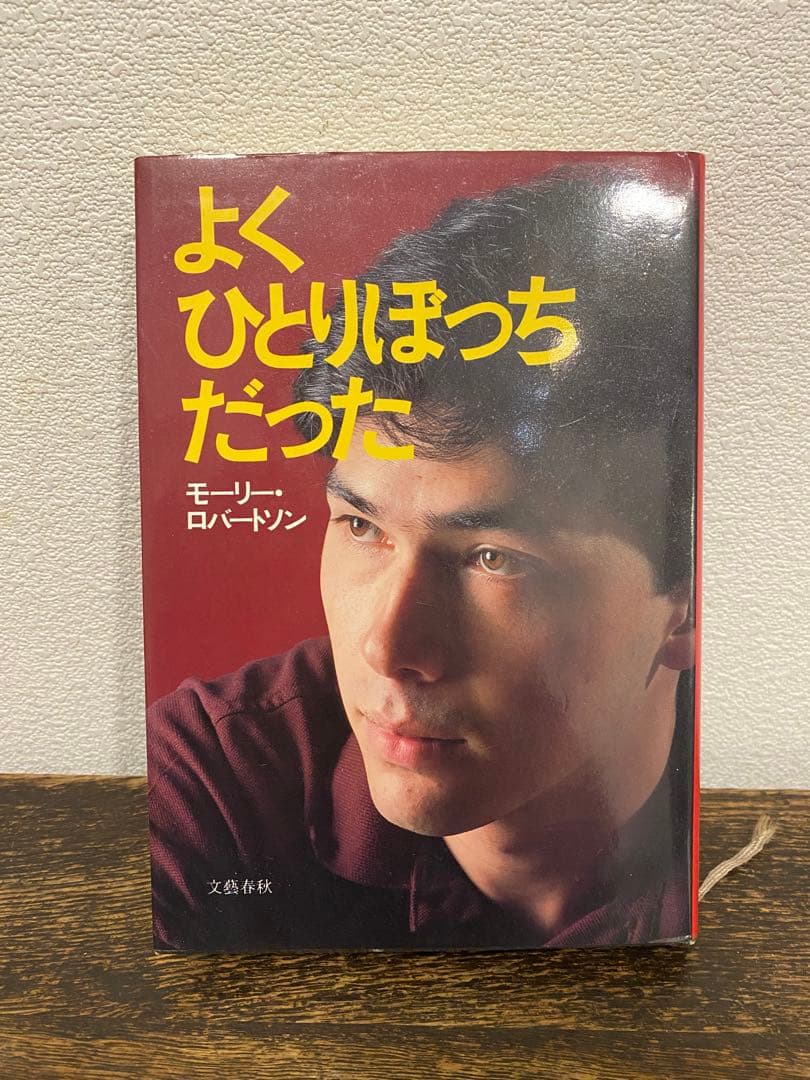 よく
ひとりぼっち
だった
モーリー・
ロバートソン
文藝春秋